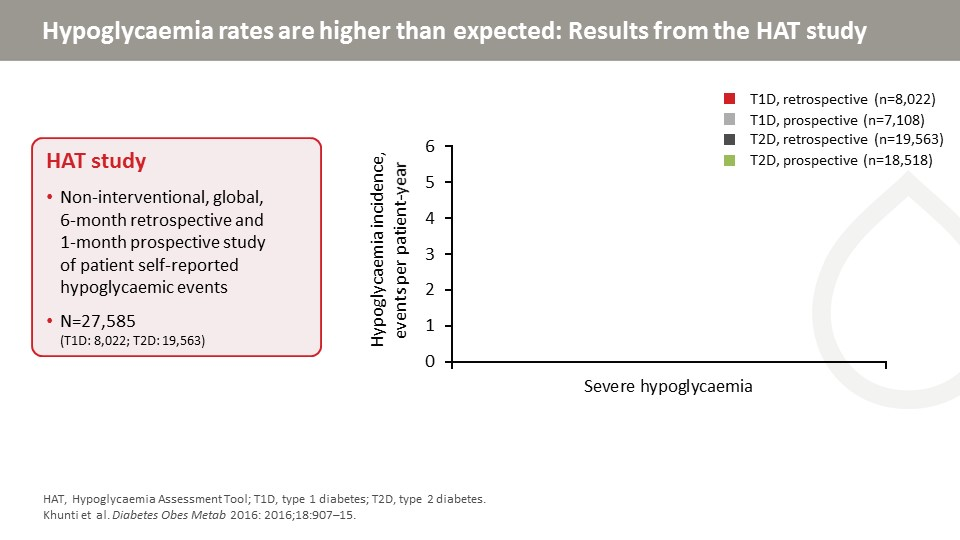 Hypoglycaemia rates are higher than expected: Results from the HAT study
HAT study
• Non-interventional, global,
6-month retrospective and
1-month prospective study
of patient self-reported
hypoglycaemic events
• N=27,585
(T1D: 8,022; T2D: 19,563)
T1D, retrospective (n=8,022)
T1D, prospective (n=7,108)
T2D, retrospective (n=19,563)
T2D, prospective (n=18,518)
Hypoglycaemia incidence,
events per patient-year
6
5
4
3
2
1
0
Severe hypoglycaemia
HAT, Hypoglycaemia Assessment Tool; T1D, type 1 diabetes; T2D, type 2 diabetes.
Khunti et al. Diabetes Obes Metab 2016: 2016;18:907–15.